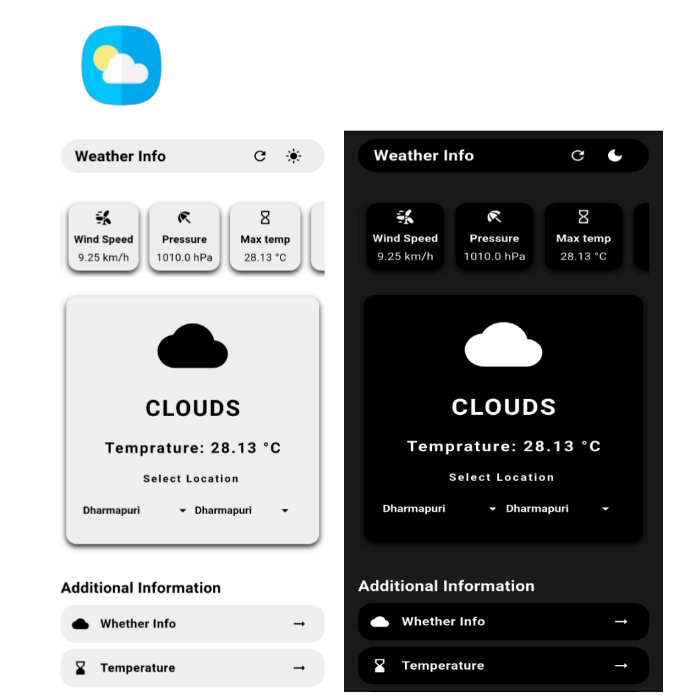 Weather Info
Wind Speed Pressure Max temp
9.25 km/h 1010.0 hPa 28.13 °C
CLOUDS
Temprature: 28.13 °C
Select Location
Dharmapuri Dharmapuri
Additional Information
Whether Info
Temperature
Weather Info
Wind Speed Pressure Max temp
9.25 km/h 1010.0 hPa 28.13 °C
CLOUDS
Temprature: 28.13 °C
Select Location
Dharmapuri Dharmapuri
Additional Information
Whether Info
Temperature